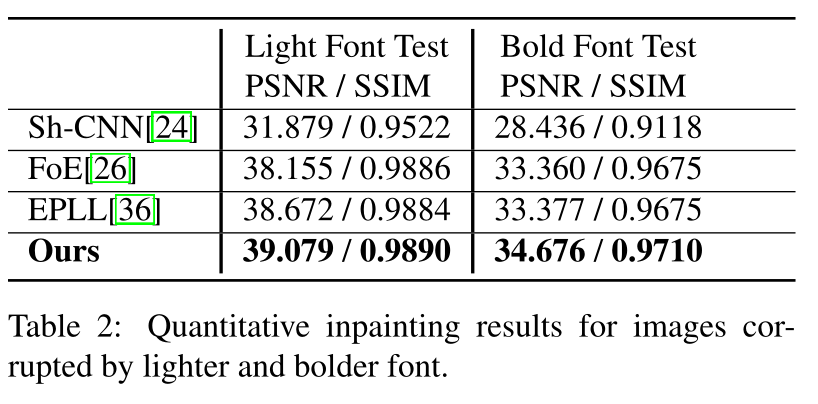 Light Font Test Bold Font Test
PSNR / SSIM PSNR / SSIM
Sh-CNN[24] 31.879 / 0.9522 28.436 / 0.9118
FoE[26] 38.155 / 0.9886 33.360 / 0.9675
EPLL[36] 38.672 / 0.9884 33.377 / 0.9675
Ours 39.079 / 0.9890 34.676 / 0.9710
Table 2: Quantitative inpainting results for images cor-
rupted by lighter and bolder font.